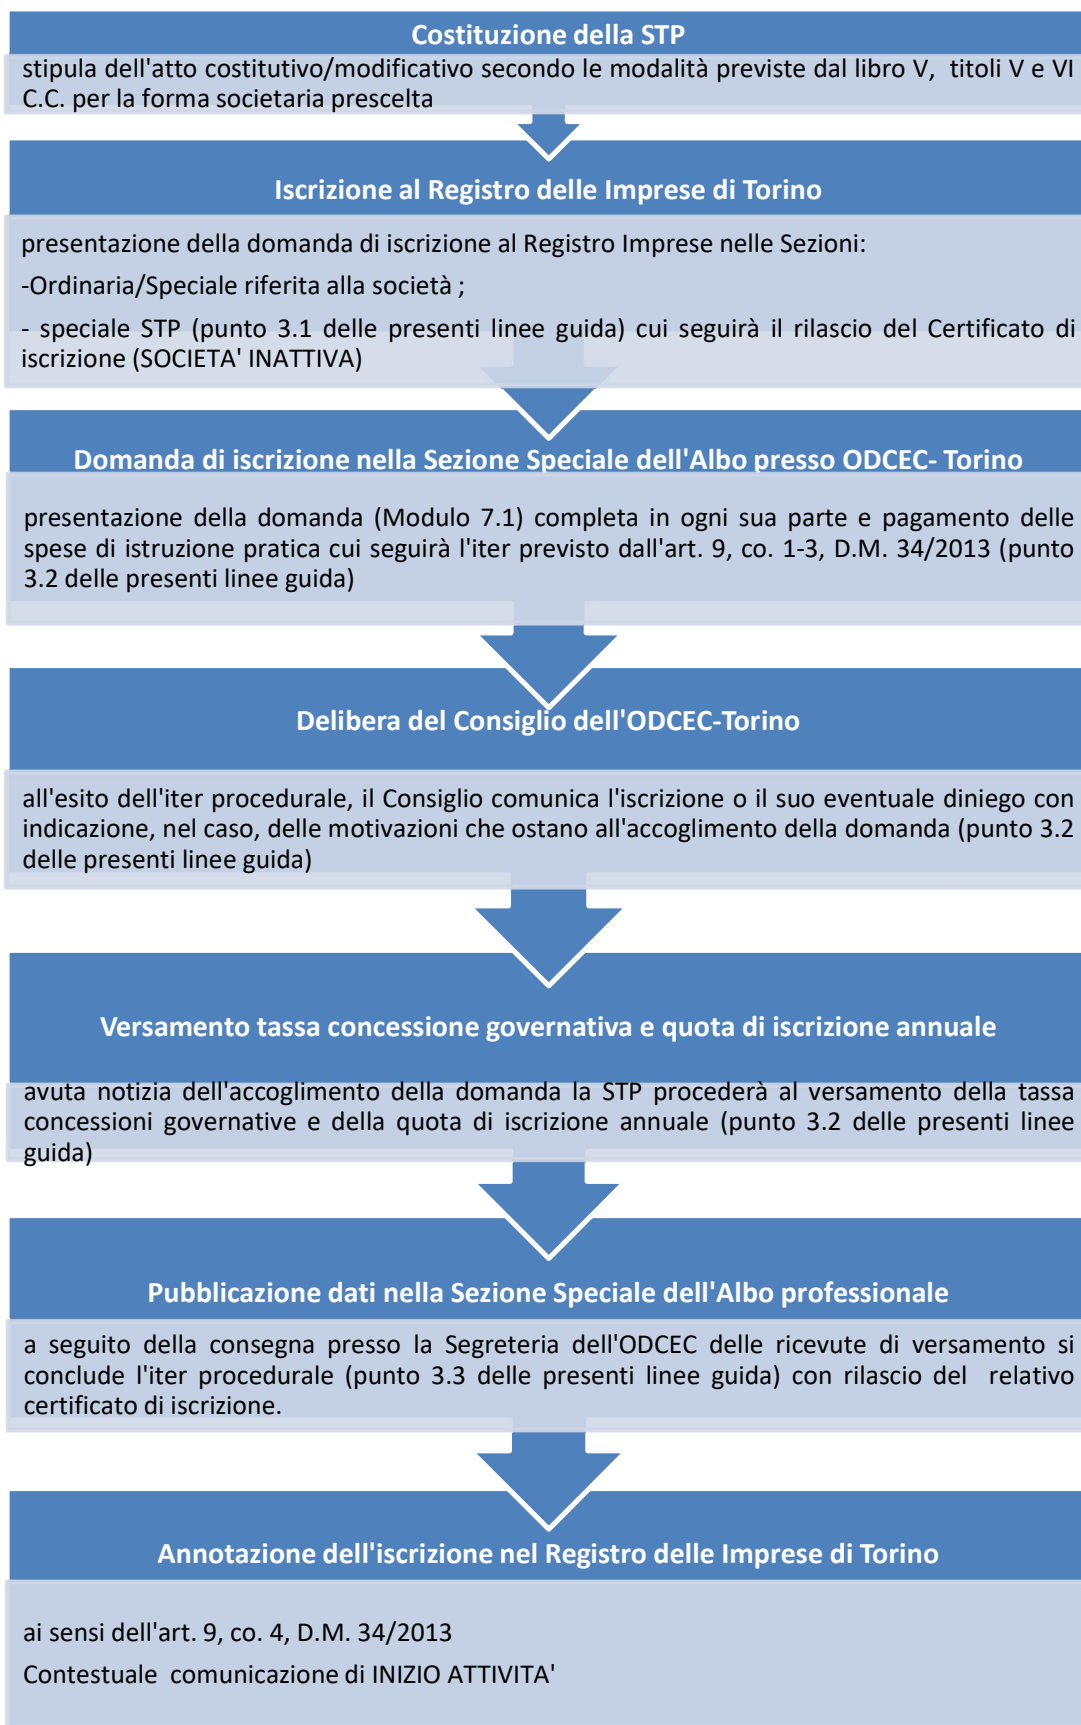 Costituzione della STP
stipula dell'atto costitutivo/modificativo secondo le modalità previste dal libro V, titoli V e VI
C.C. per la forma societaria prescelta
Iscrizione al Registro delle Imprese di Torino
presentazione della domanda di iscrizione al Registro Imprese nelle Sezioni:
-Ordinaria/Speciale riferita alla società ;
- speciale STP (punto 3.1 delle presenti linee guida) cui seguirà il rilascio del Certificato di
iscrizione (SOCIETA' INATTIVA)
Domanda di iscrizione nella Sezione Speciale dell'Albo presso ODCEC- Torino
presentazione della domanda (Modulo 7.1) completa in ogni sua parte e pagamento delle
spese di istruzione pratica cui seguirà l'iter previsto dall'art. 9, co. 1-3, D.M. 34/2013 (punto
3.2 delle presenti linee guida)
Delibera del Consiglio dell'ODCEC-Torino
all'esito dell'iter procedurale, il Consiglio comunica l'iscrizione o il suo eventuale diniego con
indicazione, nel caso, delle motivazioni che ostano all'accoglimento della domanda (punto 3.2
delle presenti linee guida)
Versamento tassa concessione governativa e quota di iscrizione annuale
avuta notizia dell'accoglimento della domanda la STP procederà al versamento della tassa
concessioni governative e della quota di iscrizione annuale (punto 3.2 delle presenti linee
guida)
Pubblicazione dati nella Sezione Speciale dell'Albo professionale
a seguito della consegna presso la Segreteria dell'ODCEC delle ricevute di versamento si
conclude l'iter procedurale (punto 3.3 delle presenti linee guida) con rilascio del relativo
certificato di iscrizione.
Annotazione dell'iscrizione nel Registro delle Imprese di Torino
ai sensi dell'art. 9, co. 4, D.M. 34/2013
Contestuale comunicazione di INIZIO ATTIVITA'